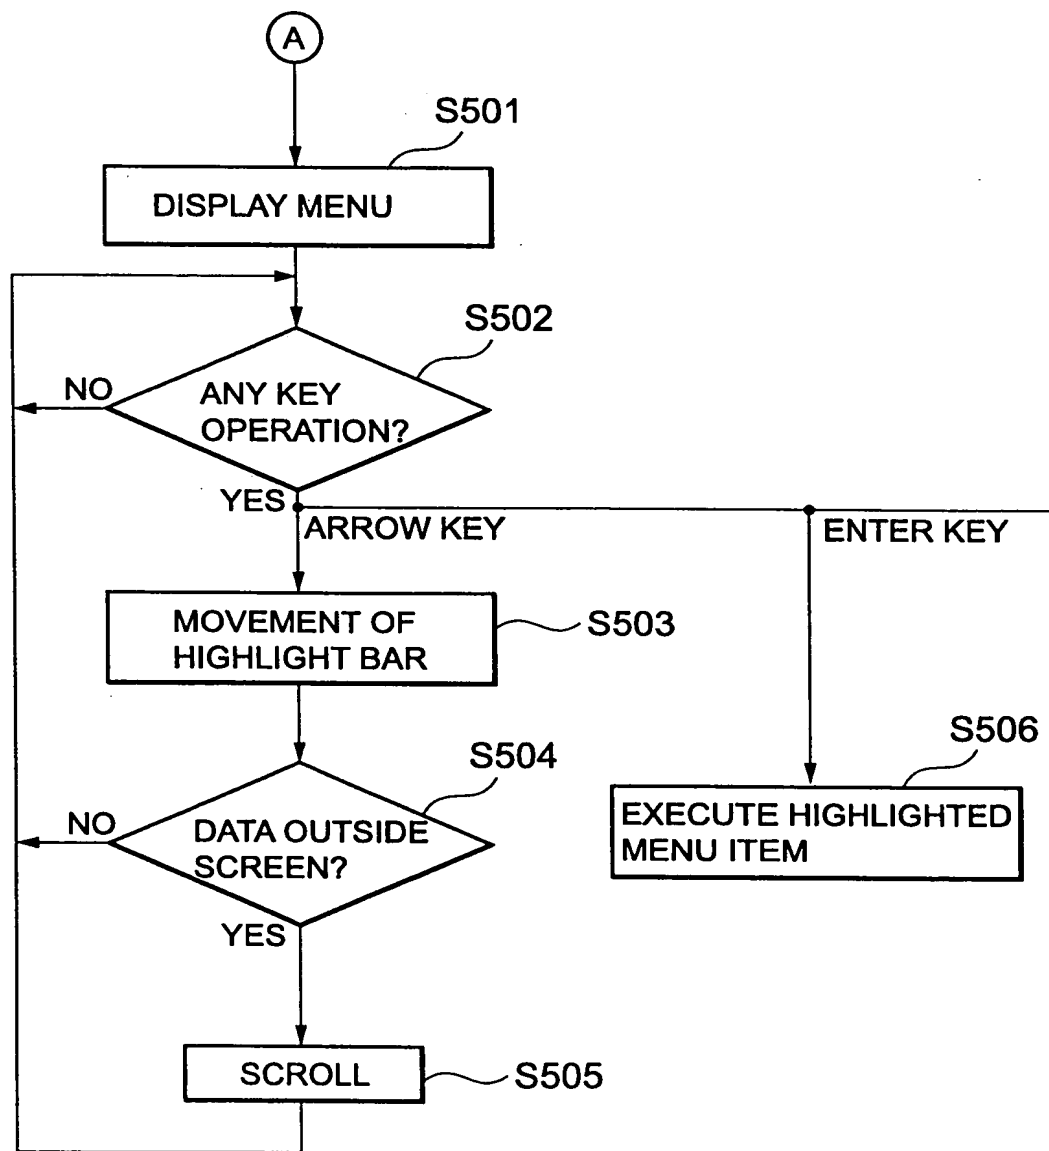 A
S501
DISPLAY MENU
S502
NO
ANY KEY
OPERATION?
YES
ARROW KEY
ENTER KEY
MOVEMENT OF
HIGHLIGHT BAR
S503
S504
S506
NO
DATA OUTSIDE
SCREEN?
EXECUTE HIGHLIGHTED
MENU ITEM
YES
SCROLL
S505